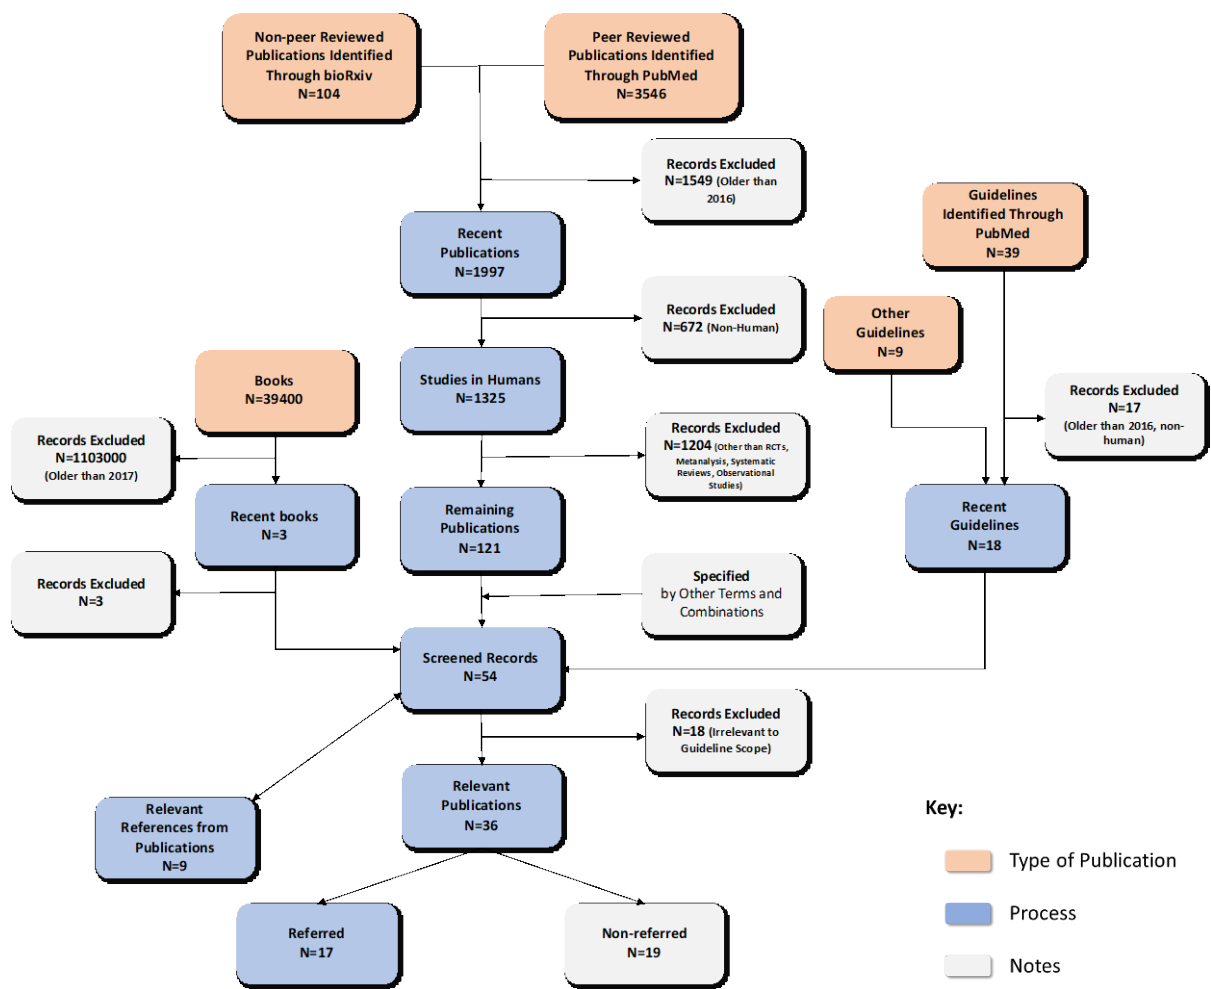 Non-peer Reviewed
Publications Identified
Through bioRxiv
N=104
Peer Reviewed
Publications Identified
Through PubMed
N=3546
Records Excluded
N=1549 (Older than
2016)
Recent
Publications
N=1997
Guidelines
Identified Through
PubMed
N=39
Records Excluded
N=672 (Non-Human)
Other
Guidelines
N=9
Books
N=39400
Studies in Humans
N=1325
Records Excluded
N=17
(Older than 2016, non-
human)
Records Excluded
N=1103000
(Older than 2017)
Records Excluded
N=1204 (Other than RCTs,
Metanalysis, Systematic
Reviews, Observational
Studies)
Recent books
N=3
Remaining
Publications
N=121
Recent
Guidelines
N=18
Records Excluded
N=3
Specified
by Other Terms and
Combinations
Screened Records
N=54
Records Excluded
N=18 (Irrelevant to
Guideline Scope)
Relevant
Publications
N=36
Relevant
References from
Publications
N=9
Referred
N=17
Non-referred
N=19
Key:
Type of Publication
Process
Notes